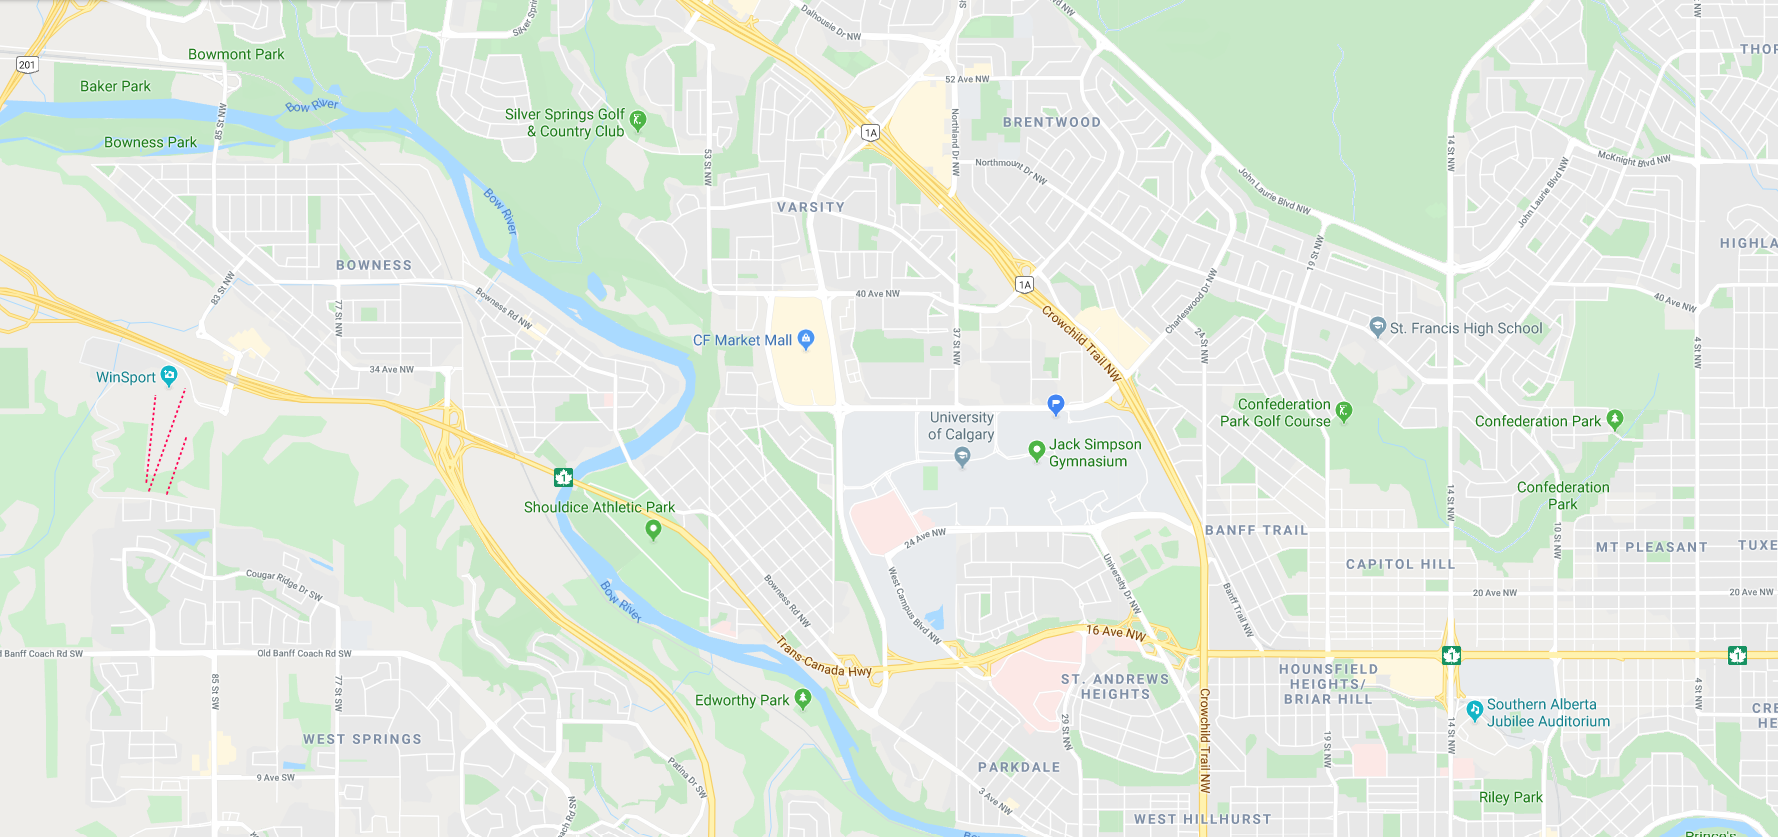 Silver Spri
Dalhousie Dr NW
NW
201
Bowmont Park
Baker Park
Bow River
85 St NW
Bowness Park
Silver Springs Golf
& Country Club
1A
52 Ave NW
Northland Dr NW
BRENTWOOD
Northmount Dr NW
14 St NW
McKnight Blvd NW
THOR
53 St NW
John Laurie Blvd NW
John Laurie Blvd NW
Bow River
VARSITY
HIGHLA
19 St NW
BOWNESS
83 St NW
77 St NW
Bowness Rd NW
40 Ave NW
1A
40 Ave NW
Crowchild Trail NW
Charleswood Dr NW
24 St NW
St. Francis High School
CF Market Mall
37 St NW
4 St NW
WinSport
34 Ave NW
University
of Calgary
Jack Simpson
Gymnasium
Confederation
Park Golf Course
Confederation Park
1
Shouldice Athletic Park
Confederation
Park
14 St NW
10 St NW
24 Ave NW
BANFF TRAIL
MT PLEASANT
TUXE
CAPITOL HILL
Cougar Ridge Dr SW
Bow River
Bowness Rd NW
West Campus Blvd NW
University Dr NW
Banff Trail NW
20 Ave NW
20 Ave NW
d Banff Coach Rd SW
Old Banff Coach Rd SW
Trans-Canada Hwy
16 Ave NW
1
1
HOUNSFIELD
HEIGHTS/
BRIAR HILL
85 St SW
77 St SW
Edworthy Park
ST. ANDREWS
HEIGHTS
Crowchild Trail NW
29 St NW
19 St NW
14 St NW
4 St NW
Southern Alberta
Jubilee Auditorium
CRE
HE
WEST SPRINGS
9 Ave SW
Patina Dr SW
PARKDALE
3 Ave NW
Riley Park
WEST HILLHURST
Prince's